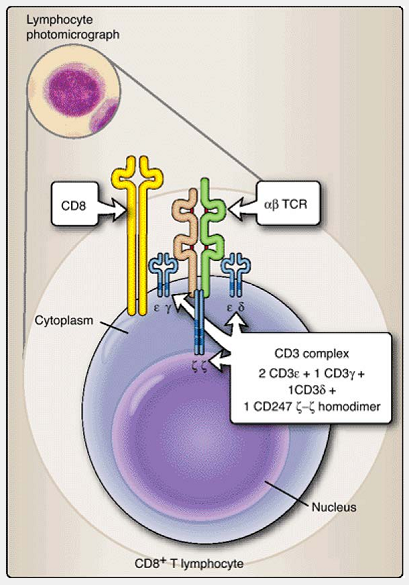 Lymphocyte
photomicrograph
CD8
αβ TCR
ε γ
ε δ
Cytoplasm
ζ ζ
CD3 complex
2 CD3ε + 1 CD3γ +
1CD3δ +
1 CD247 ζ–ζ homodimer
Nucleus
CD8+ T lymphocyte